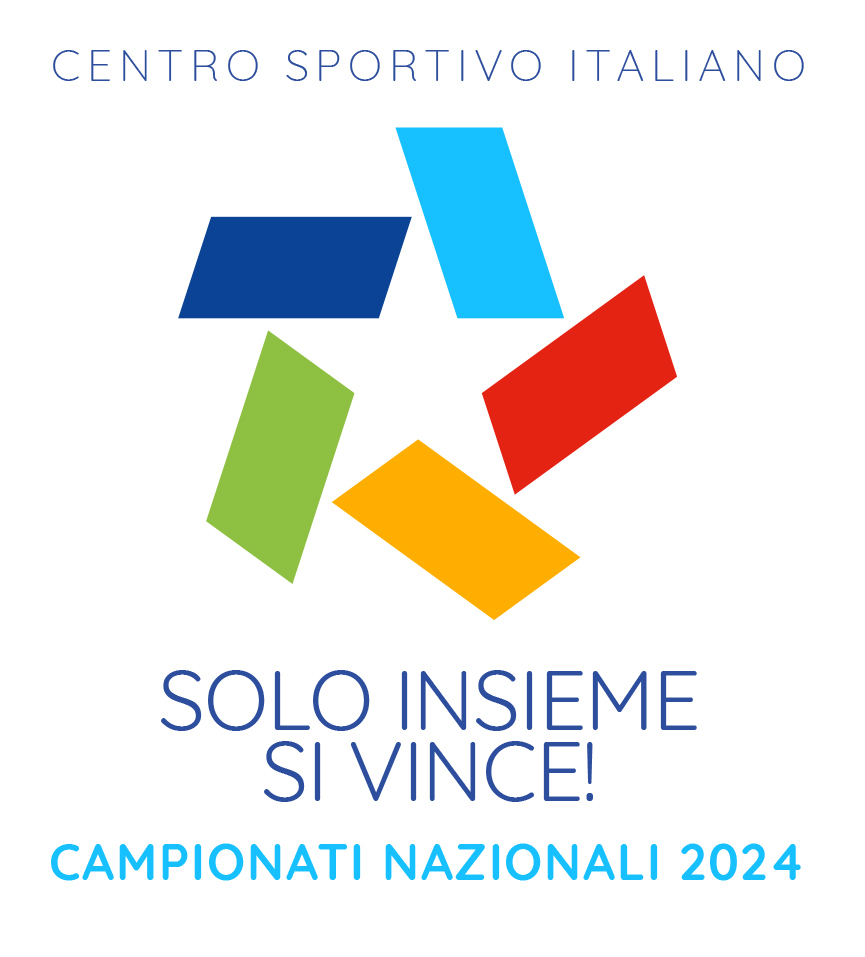 CENTRO SPORTIVO ITALIANO
SOLO INSIEME
SI VINCE!
CAMPIONATI NAZIONALI 2024